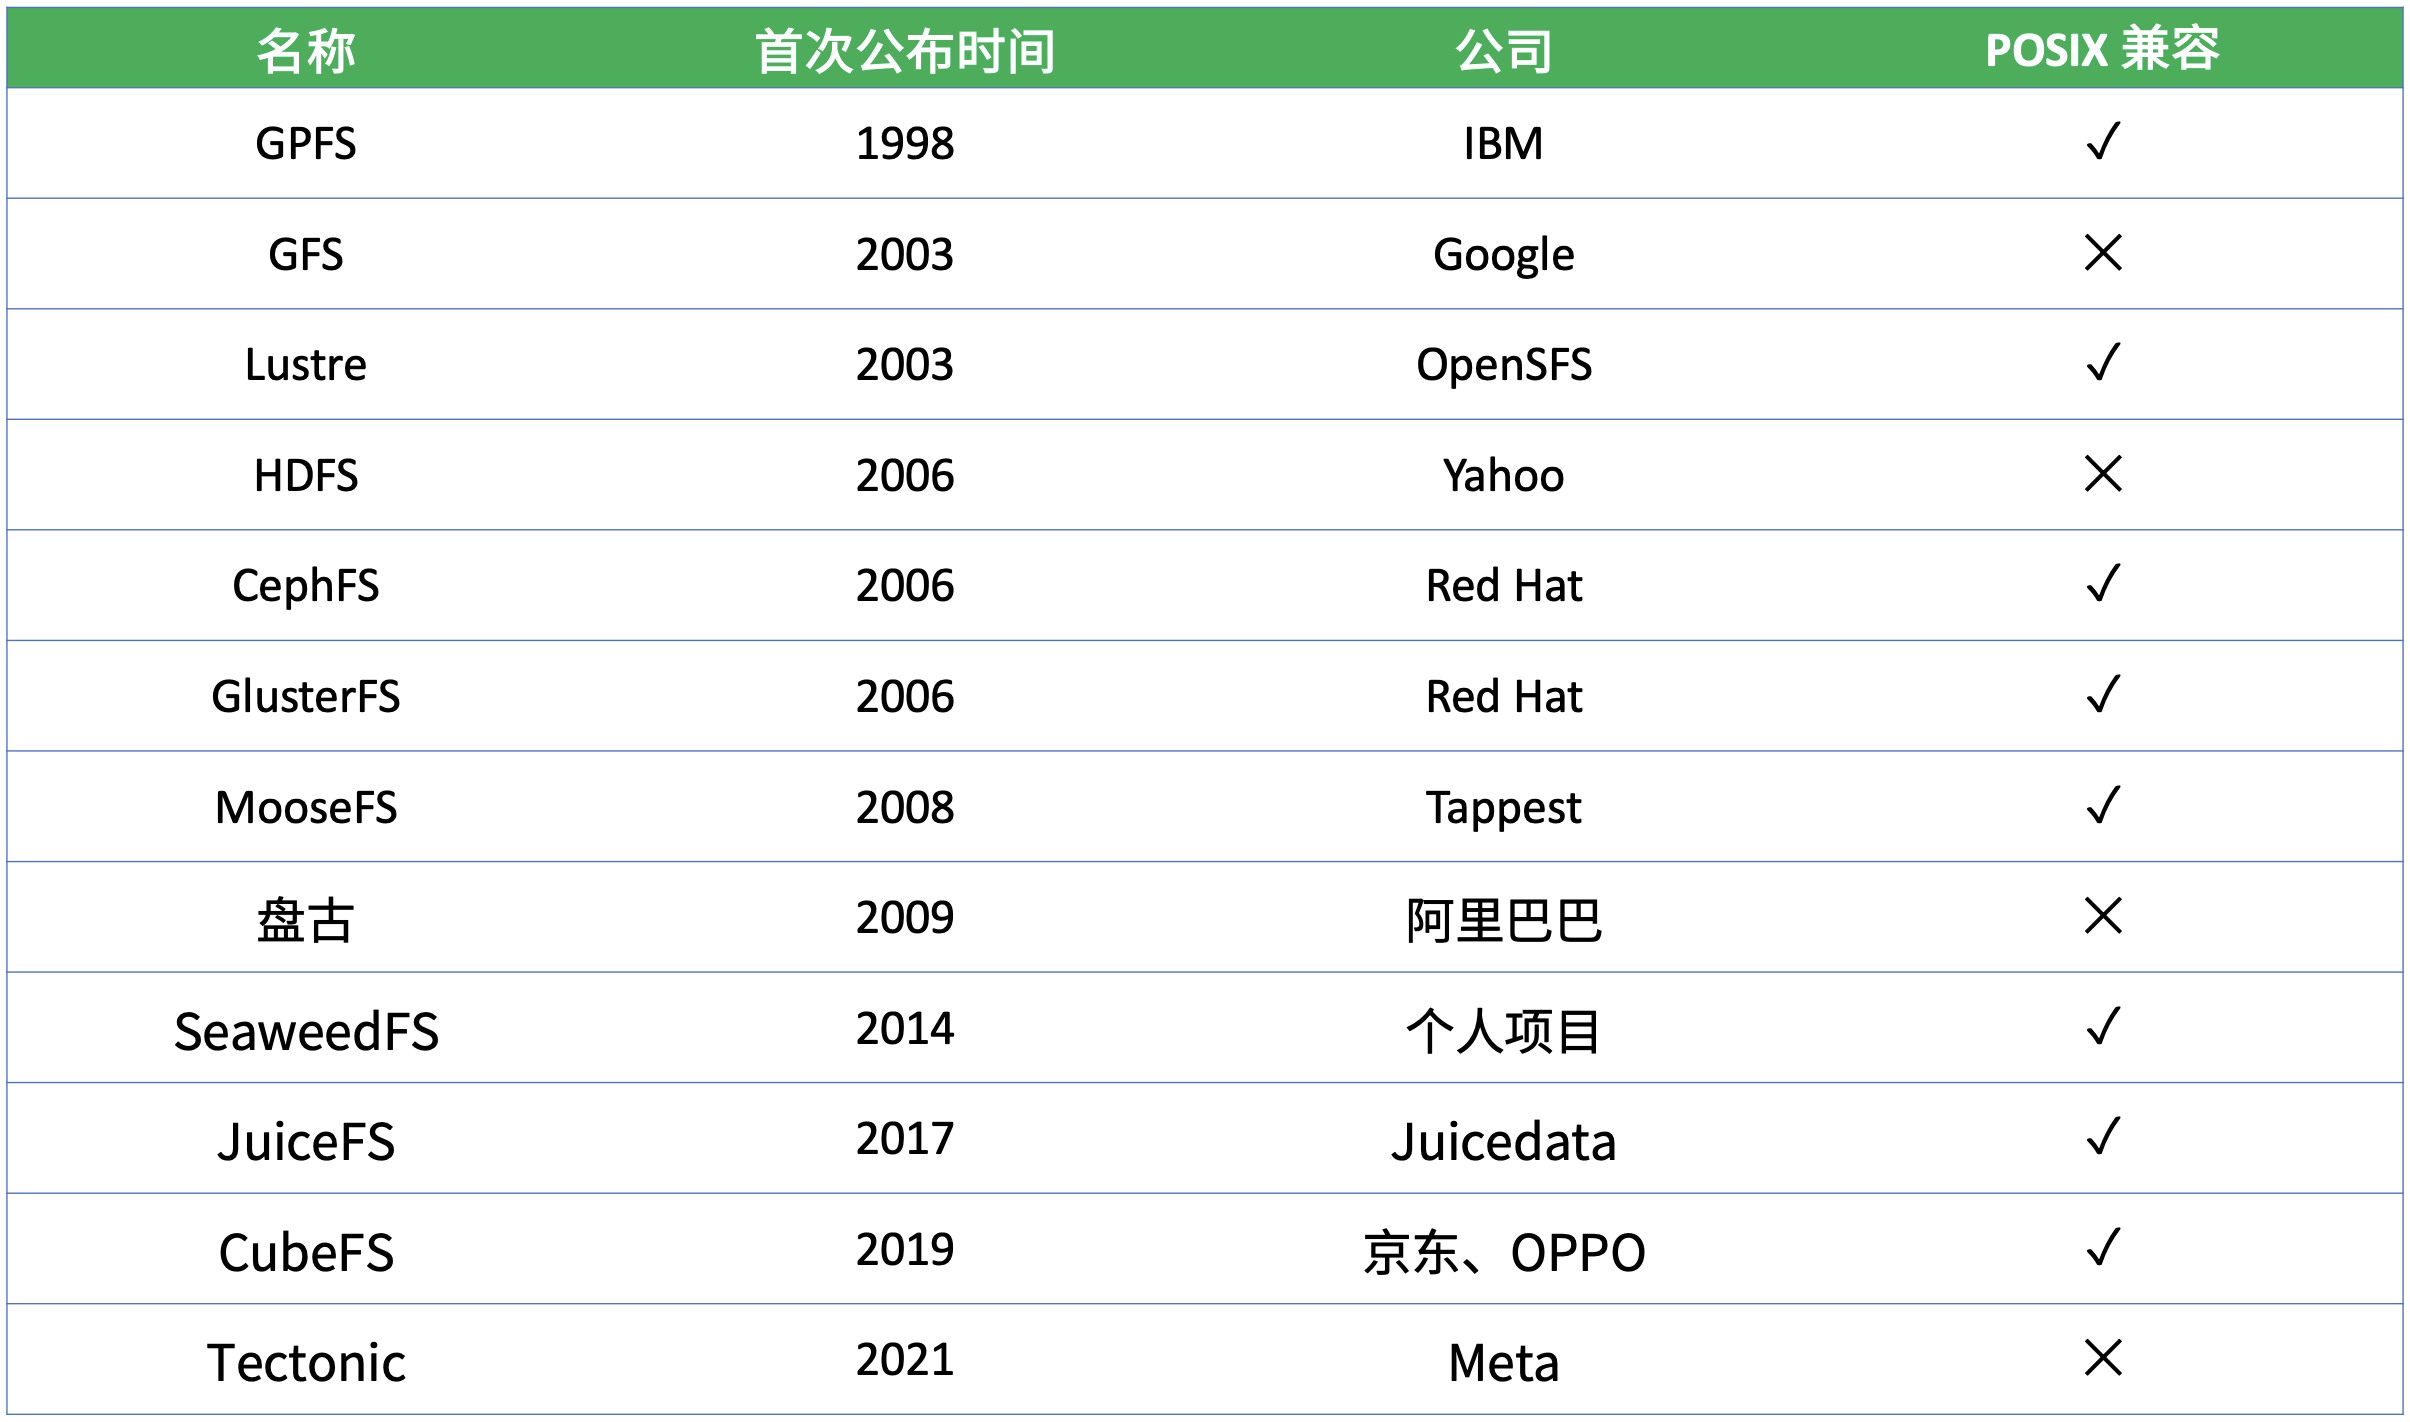 名称 首次公布时间 公司 POSIX 兼容
GPFS 1998 IBM ✓
GFS 2003 Google ✕
Lustre 2003 OpenSFS ✓
HDFS 2006 Yahoo ✕
CephFS 2006 Red Hat ✓
GlusterFS 2006 Red Hat ✓
MooseFS 2008 Tappest ✓
盘古 2009 阿里巴巴 ✕
SeaweedFS 2014 个人项目 ✓
JuiceFS 2017 Juicedata ✓
CubeFS 2019 京东、OPPO ✓
Tectonic 2021 Meta ✕